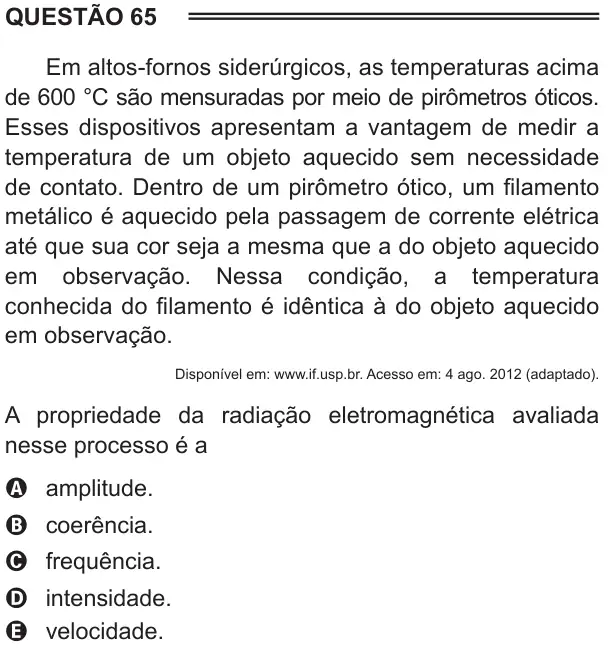 QUESTÃO 65
Em altos-fornos siderúrgicos, as temperaturas acima
de 600 °C são mensuradas por meio de pirômetros óticos.
Esses dispositivos apresentam a vantagem de medir a
temperatura de um objeto aquecido sem necessidade
de contato. Dentro de um pirômetro ótico, um filamento
metálico é aquecido pela passagem de corrente elétrica
até que sua cor seja a mesma que a do objeto aquecido
em observação. Nessa condição, a temperatura
conhecida do filamento é idêntica à do objeto aquecido
em observação.
Disponível em: www.if.usp.br. Acesso em: 4 ago. 2012 (adaptado).
A propriedade da radiação eletromagnética avaliada
nesse processo é a
A amplitude.
B coerência.
C frequência.
D intensidade.
E velocidade.